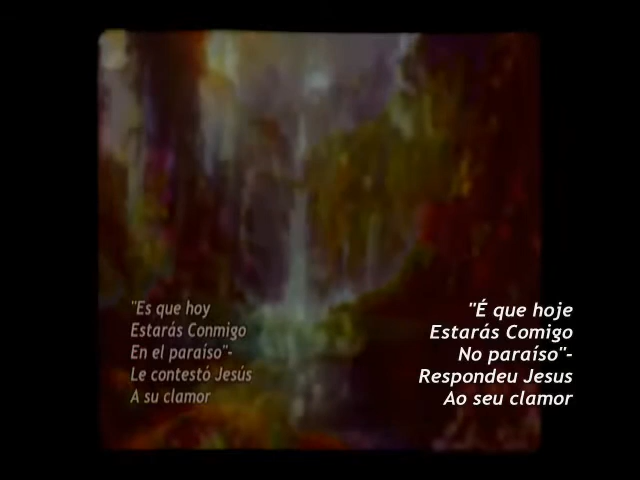 "Es que hoy
Estarás Conmigo
En el paraíso"-
Le contestó Jesús
A su clamor
"É que hoje
Estarás Comigo
No paraíso"-
Respondeu Jesus
Ao seu clamor